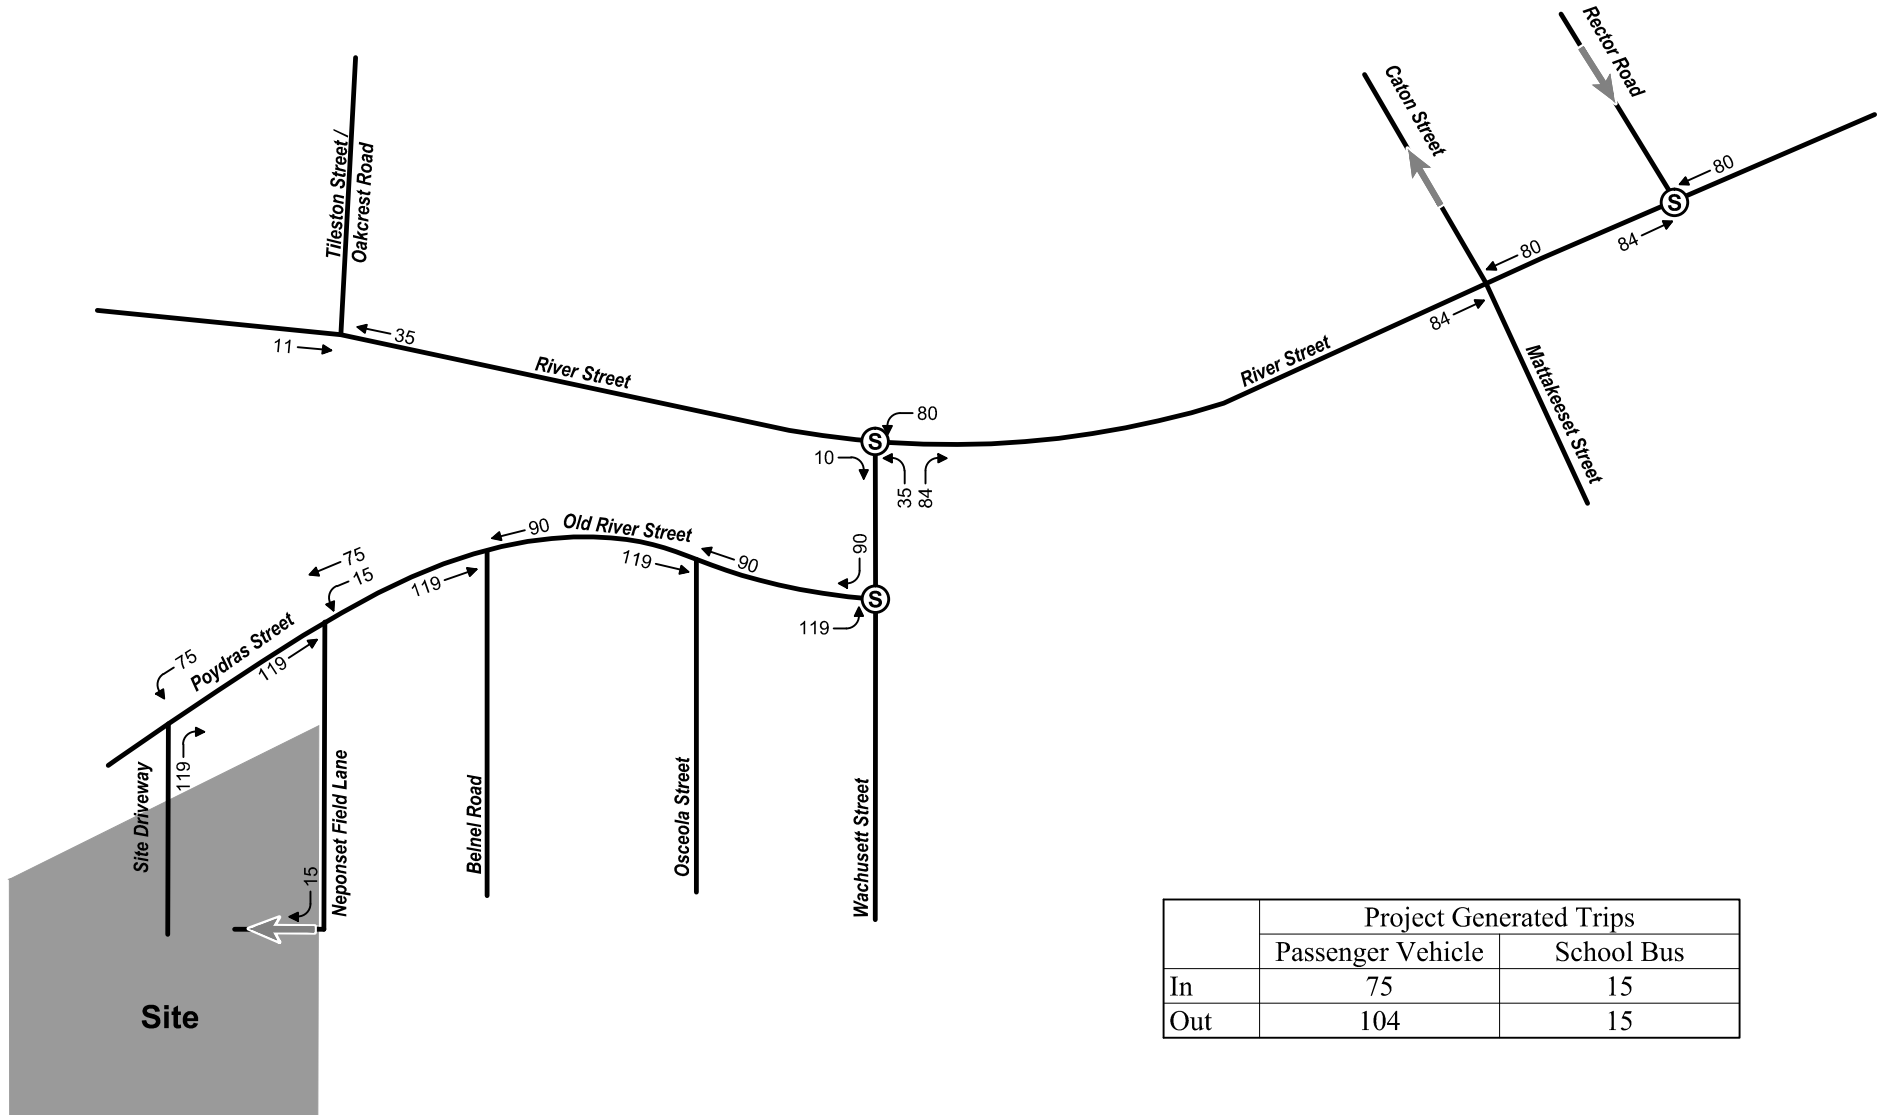 Rector Road
Caton Street
Tileston Street /
Oakcrest Road
80
S
84
80
84
35
11
River Street
River Street
Mattakeeset Street
80
S
10
35
84
Old River Street
90
90
90
119
119
75
15
S
119
Poydras Street
119
75
119
Site Driveway
Neponset Field Lane
15
Belnel Road
Osceola Street
Wachusett Street
Site
Project Generated Trips
Passenger Vehicle School Bus
In 75 15
Out 104 15